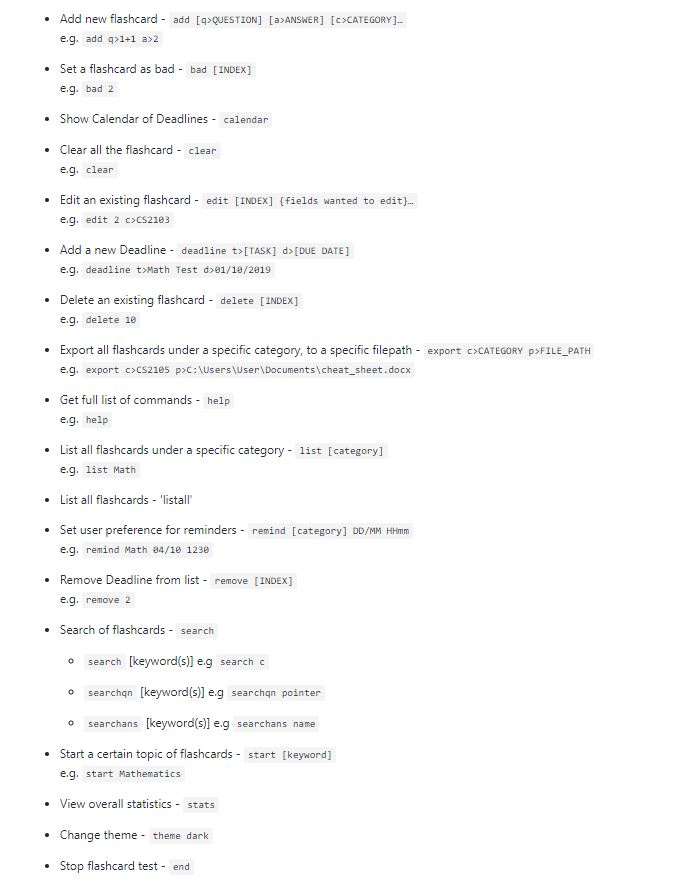 Add new flashcard - add [q>QUESTION] [a>ANSWER] [c>CATEGORY]…
e.g. add q>1+1 a>2
Set a flashcard as bad - bad [INDEX]
e.g. bad 2
Show Calendar of Deadlines - calendar
Clear all the flashcard - clear
e.g. clear
Edit an existing flashcard - edit [INDEX] {fields wanted to edit}…
e.g. edit 2 c>CS2103
Add a new Deadline - deadline t>[TASK] d>[DUE DATE]
e.g. deadline t>Math Test d>01/10/2019
Delete an existing flashcard - delete [INDEX]
e.g. delete 10
Export all flashcards under a specific category, to a specific filepath - export c>CATEGORY p>FILE_PATH
e.g. export c>CS2105 p>C:\Users\User\Documents\cheat_sheet.docx
Get full list of commands - help
e.g. help
List all flashcards under a specific category - list [category]
e.g. list Math
List all flashcards - 'listall'
Set user preference for reminders - remind [category] DD/MM HHmm
e.g. remind Math 04/10 1230
Remove Deadline from list - remove [INDEX]
e.g. remove 2
Search of flashcards - search
search [keyword(s)] e.g search c
searchqn [keyword(s)] e.g searchqn pointer
searchans [keyword(s)] e.g searchans name
Start a certain topic of flashcards - start [keyword]
e.g. start Mathematics
View overall statistics - stats
Change theme - theme dark
Stop flashcard test - end